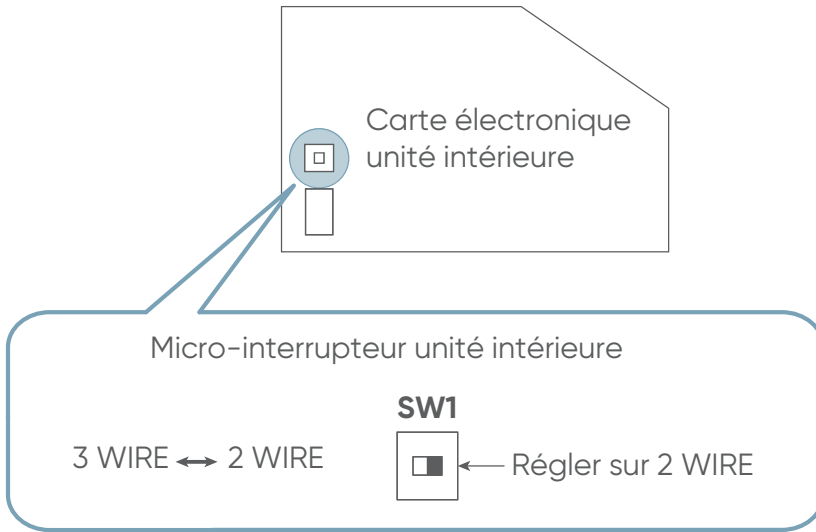 Carte électronique
unité intérieure
Micro-interrupteur unité intérieure
SW1
3 WIRE ↔ 2 WIRE
Régler sur 2 WIRE